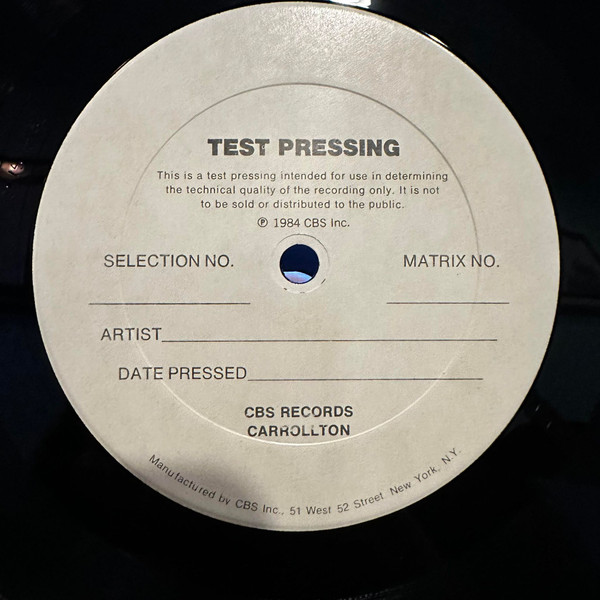 TEST PRESSING
This is a test pressing intended for use in determining
the technical quality of the recording only. It is not
to be sold or distributed to the public.
℗ 1984 CBS Inc.
SELECTION NO. MATRIX NO.
ARTIST
DATE PRESSED
CBS RECORDS
CARROLLTON
Manufactured by CBS Inc., 51 West 52 Street, New York, N.Y.